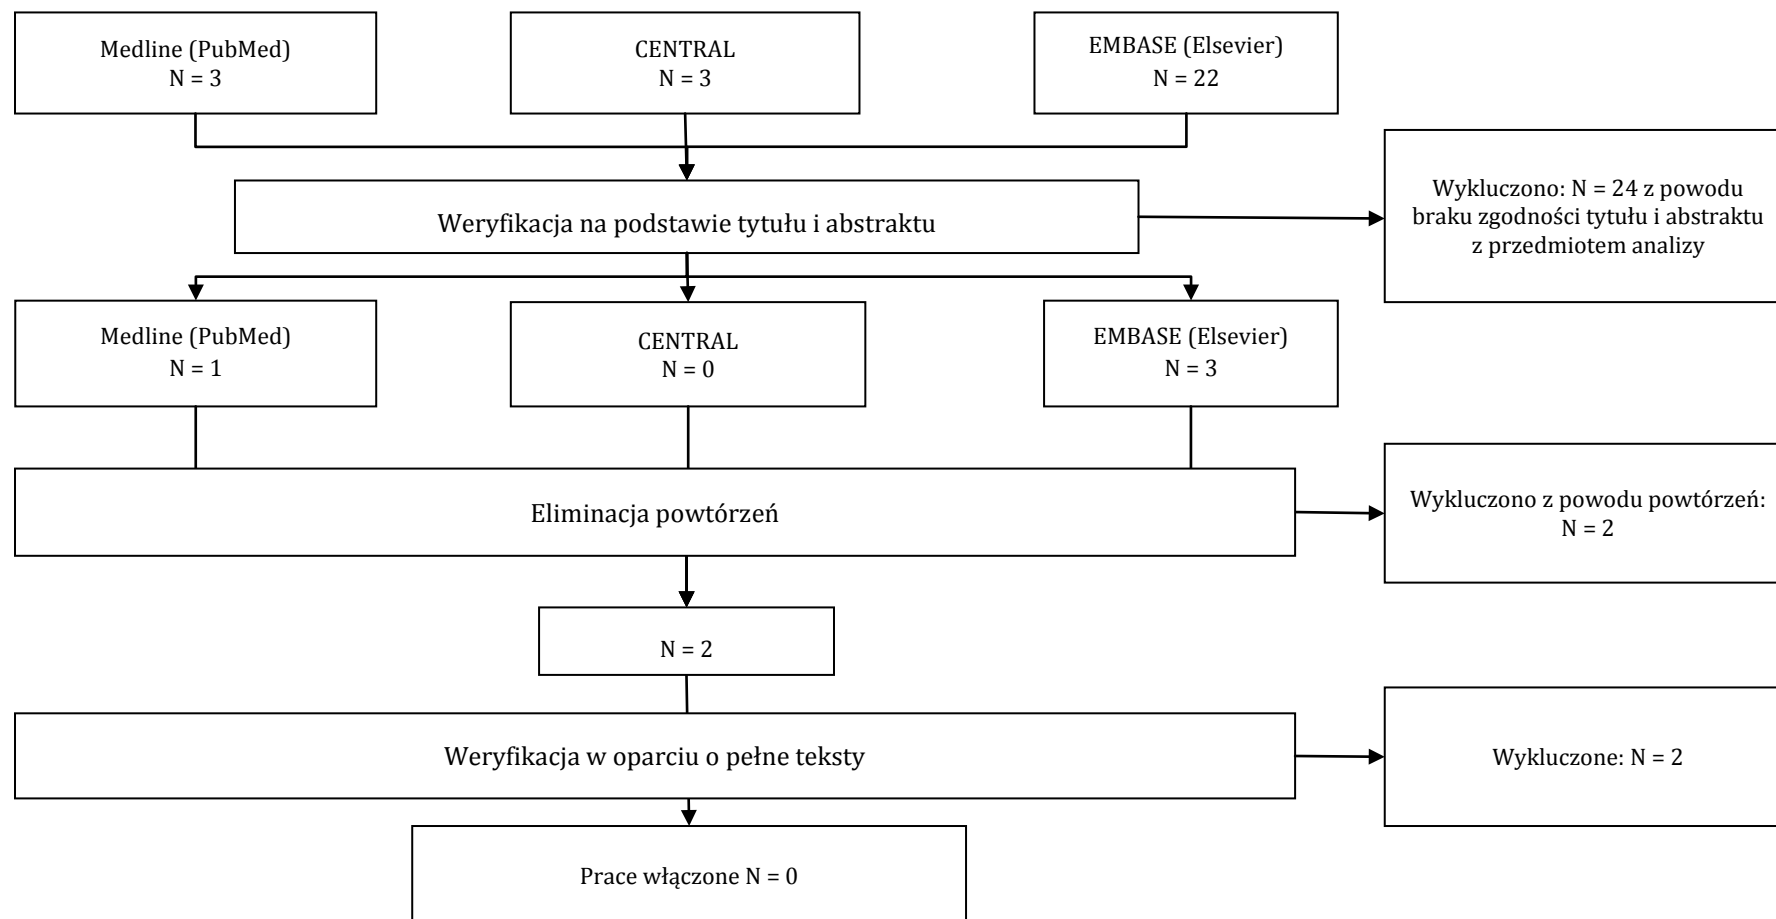 Medline (PubMed)
N = 3
CENTRAL
N = 3
EMBASE (Elsevier)
N = 22
Weryfikacja na podstawie tytułu i abstraktu
Wykluczono: N = 24 z powodu
braku zgodności tytułu i abstraktu
z przedmiotem analizy
Medline (PubMed)
N = 1
CENTRAL
N = 0
EMBASE (Elsevier)
N = 3
Eliminacja powtórzeń
Wykluczono z powodu powtórzeń:
N = 2
N = 2
Weryfikacja w oparciu o pełne teksty
Wykluczone: N = 2
Prace włączone N = 0